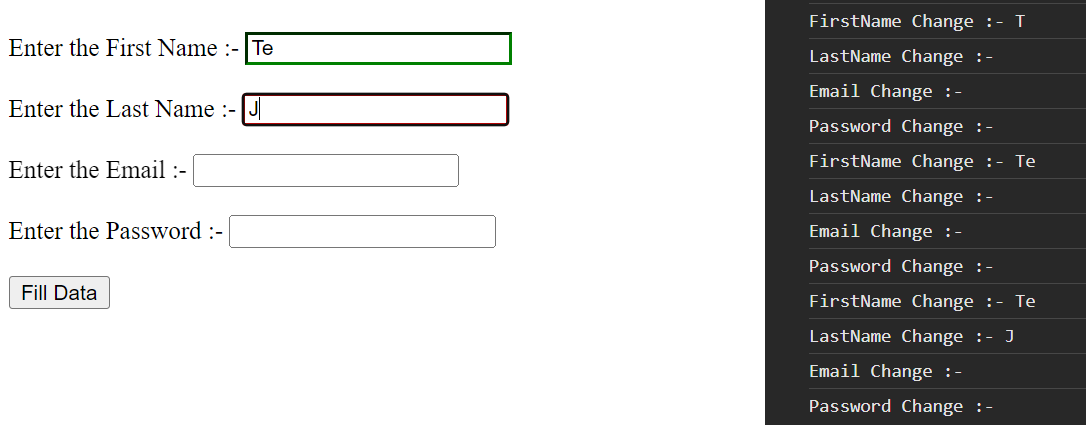 Enter the First Name :- Te
Enter the Last Name :- J
Enter the Email :-
Enter the Password :-
Fill Data
FirstName Change :- T
LastName Change :-
Email Change :-
Password Change :-
FirstName Change :- Te
LastName Change :-
Email Change :-
Password Change :-
FirstName Change :- Te
LastName Change :- J
Email Change :-
Password Change :-